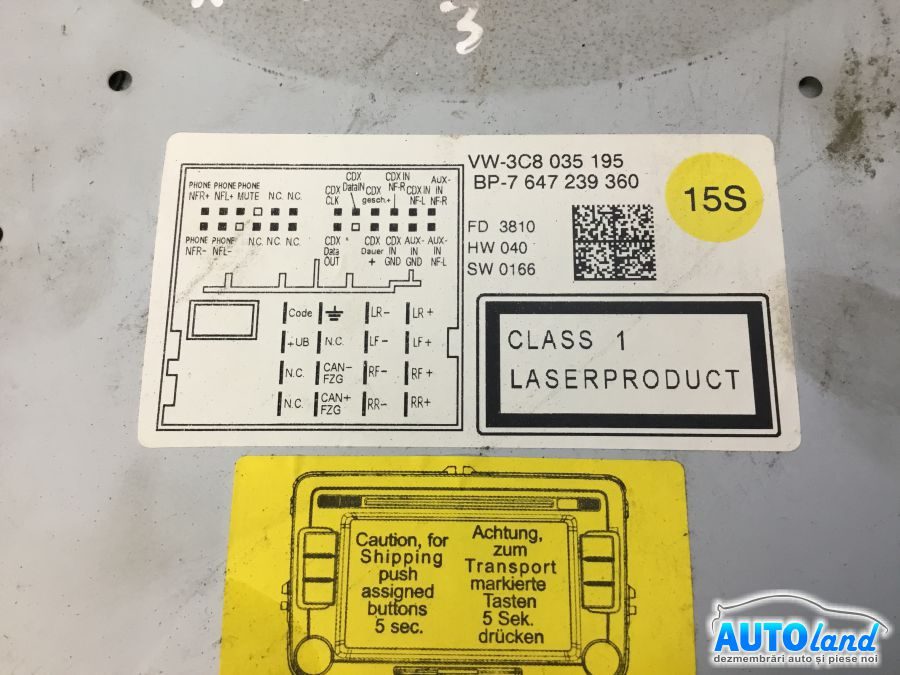 3
VW-3C8 035 195
BP-7 647 239 360
15S
FD 3810
HW 040
SW 0166
PHONE NFR+
PHONE NFL+
PHONE MUTE
N.C.
N.C.
CDX CLK
CDX DataIN
CDX gesch.+
CDX IN NF-R
CDX IN NF-L
AUX-IN NF-R
PHONE NFR-
PHONE NFL-
N.C.
N.C.
N.C.
CDX Data OUT
CDX Dauer +
CDX IN GND
AUX-IN GND
AUX-IN NF-L
Code LR- LR+
+UB N.C. LF- LF+
N.C. CAN- FZG RF- RF+
N.C. CAN+ FZG RR- RR+
CLASS 1
LASERPRODUCT
Caution, for
Shipping
push
assigned
buttons
5 sec.
Achtung,
zum
Transport
markierte
Tasten
5 Sek.
drücken
AUTOland
dezmembrări auto și piese noi